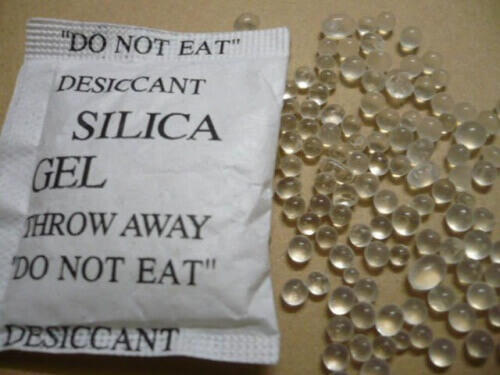 "DO NOT EAT"
DESICCANT
SILICA
GEL
THROW AWAY
"DO NOT EAT"
DESICCANT